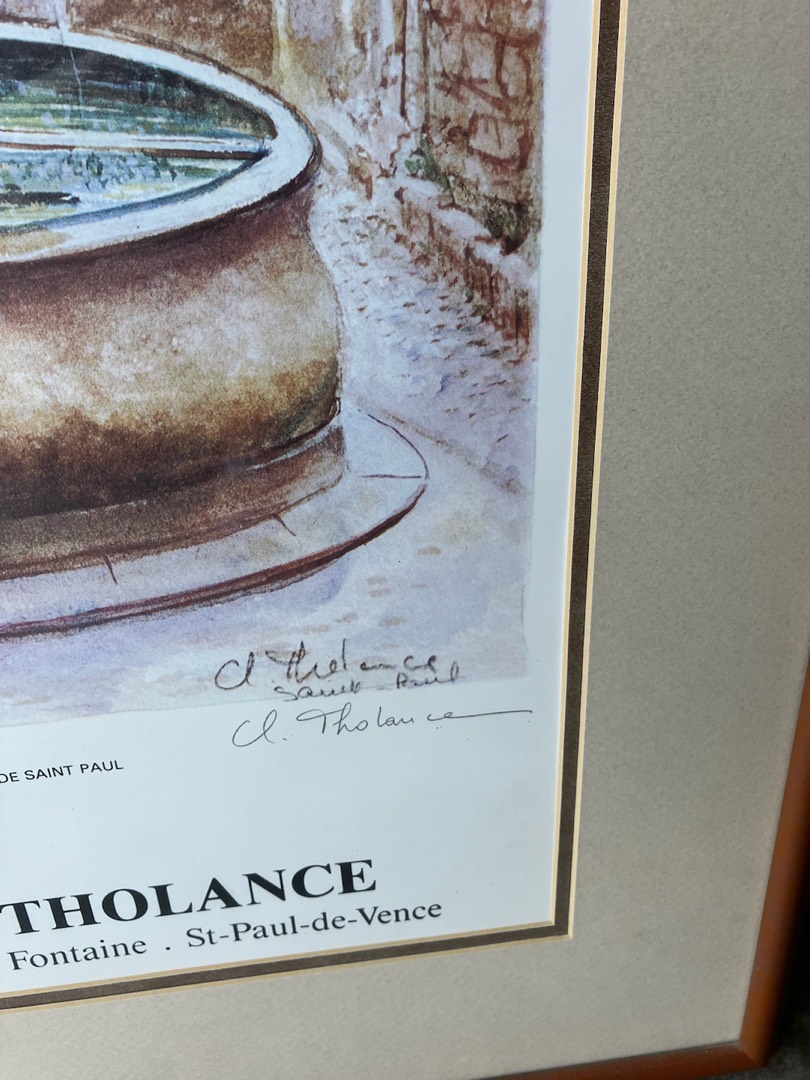 Cl. Tholance
Saint-Paul
Cl. Tholance
DE SAINT PAUL
THOLANCE
Fontaine . St-Paul-de-Vence